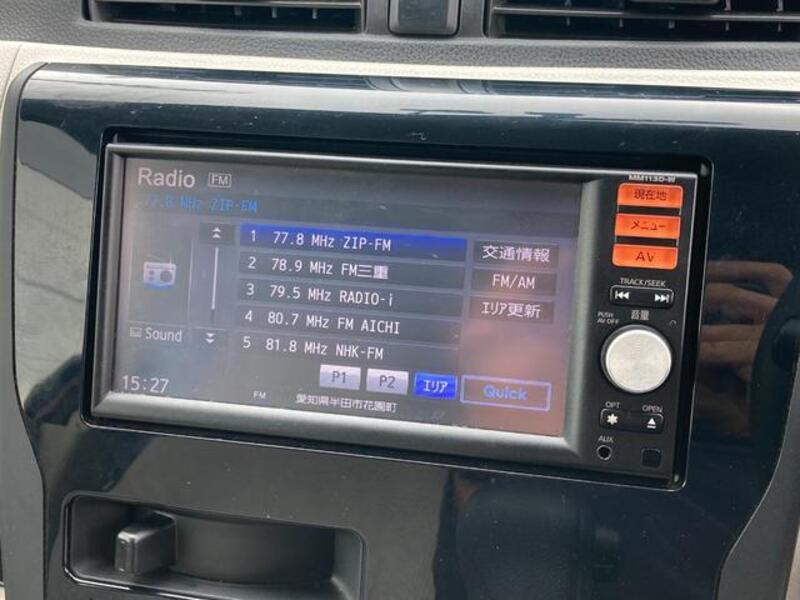 Radio FM
77.8 MHz ZIP-FM
1 77.8 MHz ZIP-FM
2 78.9 MHz FM三重
3 79.5 MHz RADIO-i
4 80.7 MHz FM AICHI
5 81.8 MHz NHK-FM
交通情報
FM/AM
エリア更新
Sound
P1 P2 エリア Quick
15:27
FM
愛知県半田市花園町
MM113D-W
現在地
メニュー
AV
TRACK/SEEK
PUSH
AV OFF
音量
OPT OPEN
AUX